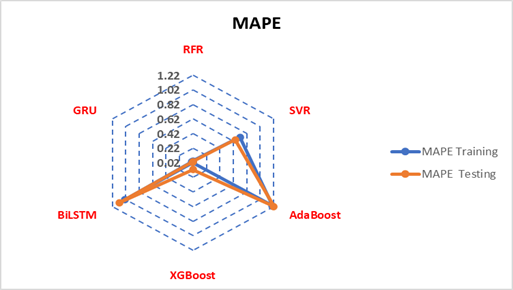 MAPE
RFR
1.22
1.02
0.82
0.62
0.42
0.22
0.02
GRU
SVR
MAPE Training
MAPE Testing
BiLSTM
AdaBoost
XGBoost